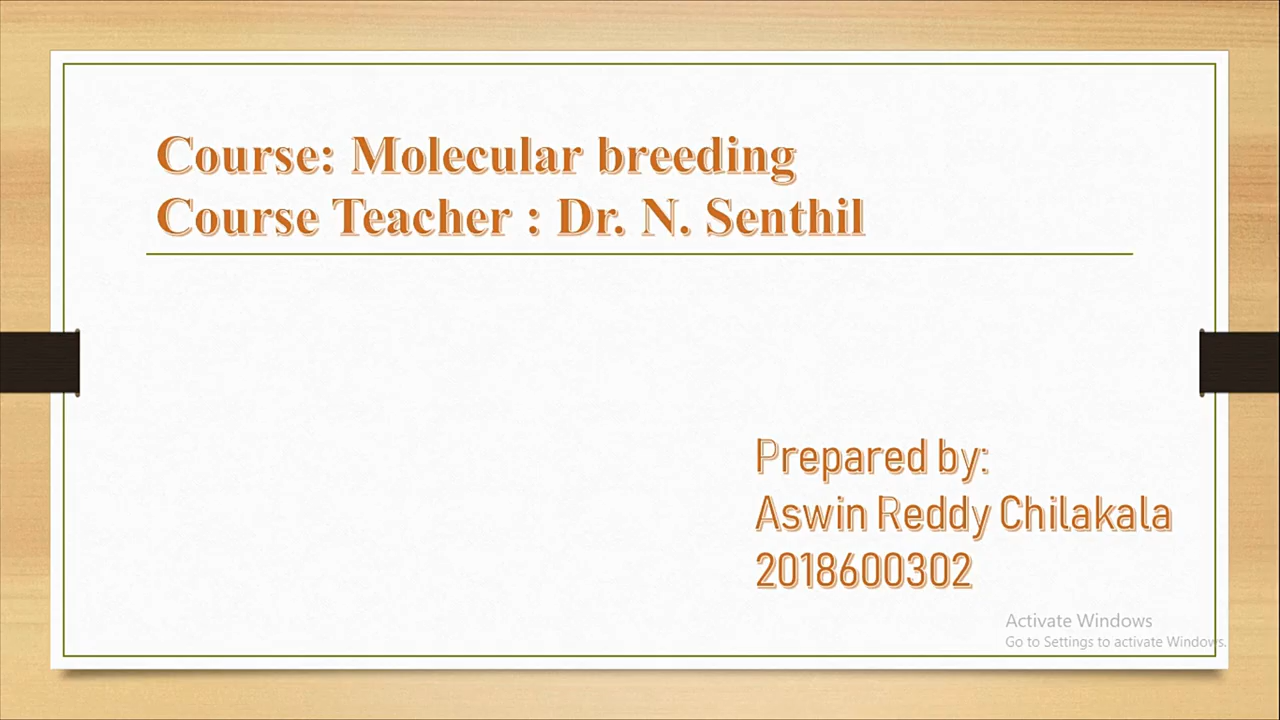 Course: Molecular breeding
Course Teacher : Dr. N. Senthil
Prepared by:
Aswin Reddy Chilakala
2018600302
Activate Windows
Go to Settings to activate Windows.